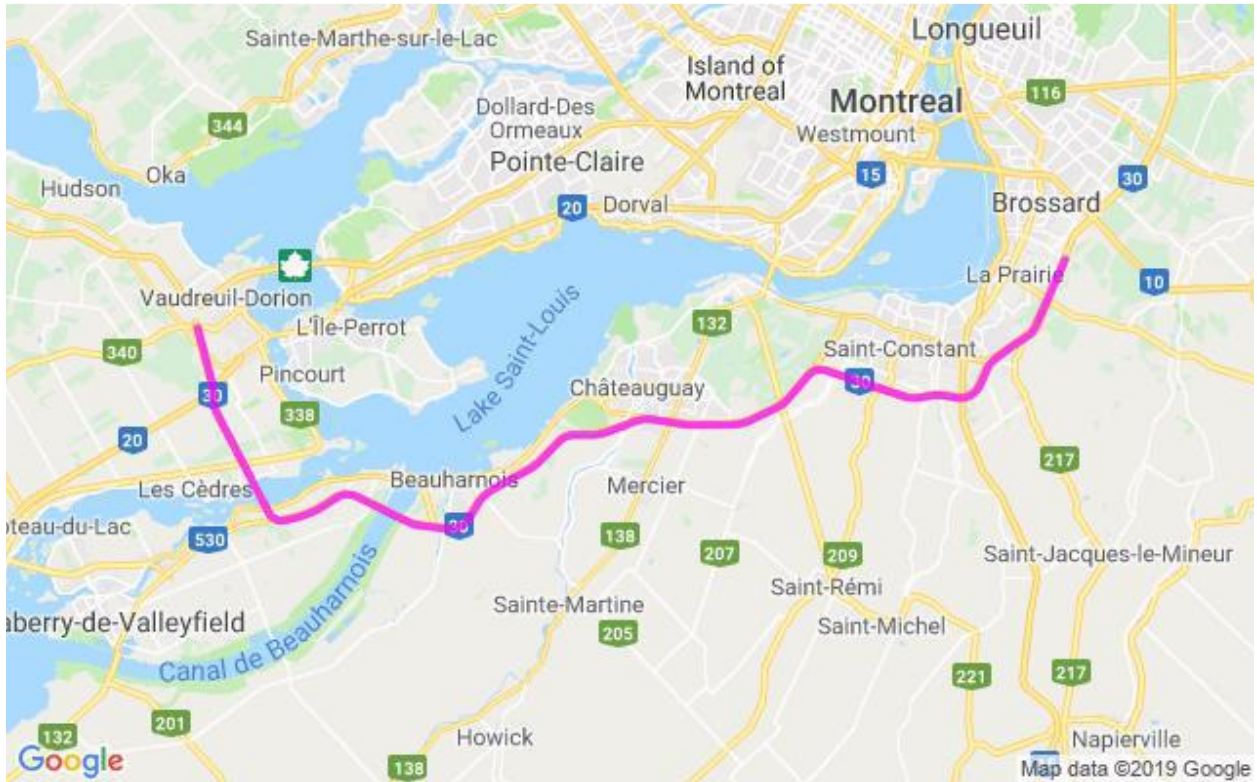 Longueuil
Sainte-Marthe-sur-le-Lac
Island of
Montreal
Montreal
116
Dollard-Des
Ormeaux
344
Westmount
Pointe-Claire
Oka
15
30
Hudson
20
Dorval
Brossard
La Prairie
10
Vaudreuil-Dorion
L'Île-Perrot
132
340
Saint-Constant
Pincourt
30
Lake Saint-Louis
Châteauguay
30
338
20
217
Les Cèdres
Beauharnois
Mercier
oteau-du-Lac
530
30
138
207
209
Saint-Jacques-le-Mineur
Saint-Rémi
Sainte-Martine
aberry-de-Valleyfield
Canal de Beauharnois
205
Saint-Michel
221
217
201
132
Howick
Napierville
Google
138
Map data ©2019 Google